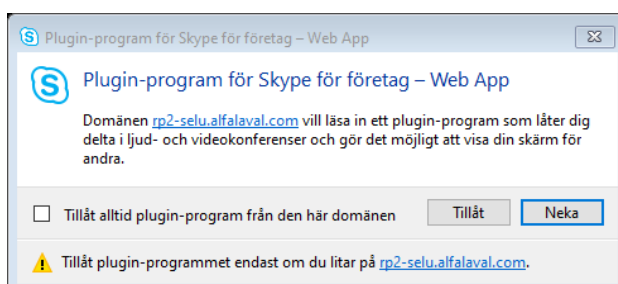 Plugin-program för Skype för företag – Web App
Plugin-program för Skype för företag – Web App
Domänen rp2-selu.alfalaval.com vill läsa in ett plugin-program som låter dig
delta i ljud- och videokonferenser och gör det möjligt att visa din skärm för
andra.
Tillåt alltid plugin-program från den här domänen Tillåt Neka
Tillåt plugin-programmet endast om du litar på rp2-selu.alfalaval.com.